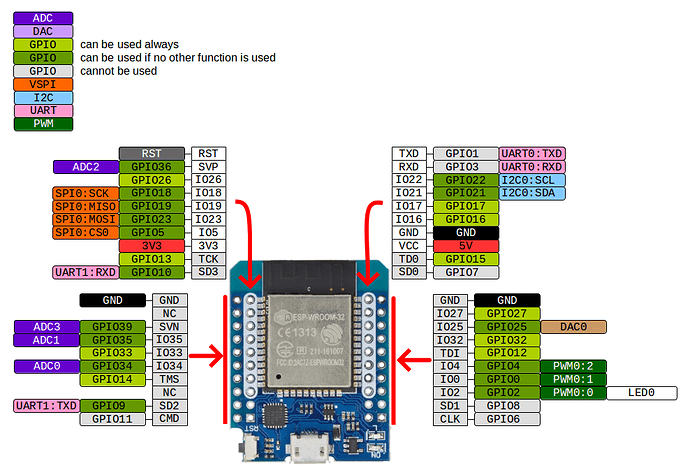 ADC
DAC
GPIO can be used always
GPIO can be used if no other function is used
GPIO cannot be used
VSPI
I2C
UART
PWM
RST RST
ADC2 GPIO36 SVP
GPIO26 IO26
SPI0:SCK GPIO18 IO18
SPI0:MISO GPIO19 IO19
SPI0:MOSI GPIO23 IO23
SPI0:CS0 GPIO5 IO5
3V3 3V3
GPIO13 TCK
UART1:RXD GPIO10 SD3
TXD GPIO1 UART0:TXD
RXD GPIO3 UART0:RXD
IO22 GPIO22 I2C0:SCL
IO21 GPIO21 I2C0:SDA
IO17 GPIO17
IO16 GPIO16
GND GND
VCC 5V
TD0 GPIO15
SD0 GPIO7
GND GND
NC
ADC3 GPIO39 SVN
ADC1 GPIO35 IO35
GPIO33 IO33
ADC0 GPIO34 IO34
GPIO14 TMS
NC
UART1:TXD GPIO9 SD2
GPIO11 CMD
ESP-WROOM-32
CE1313
211-161007
FCC ID:2AC7Z-ESPWROOM32
RST
L
ON
GND GND
IO27 GPIO27
IO25 GPIO25 DAC0
IO32 GPIO32
TDI GPIO12
IO4 GPIO4 PWM0:2
IO0 GPIO0 PWM0:1
IO2 GPIO2 PWM0:0 LED0
SD1 GPIO8
CLK GPIO6